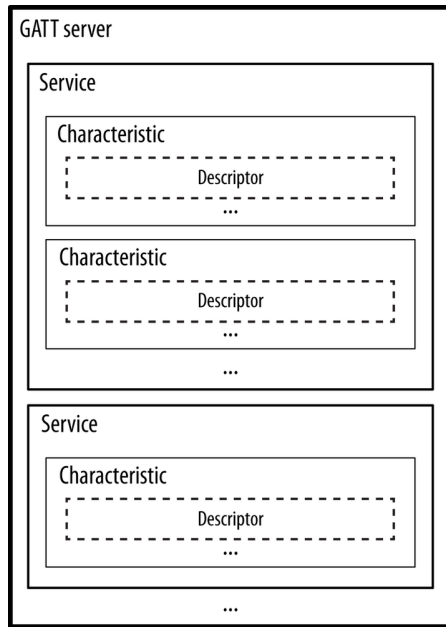 GATT server
Service
Characteristic
Descriptor
...
Characteristic
Descriptor
...
...
Service
Characteristic
Descriptor
...
...